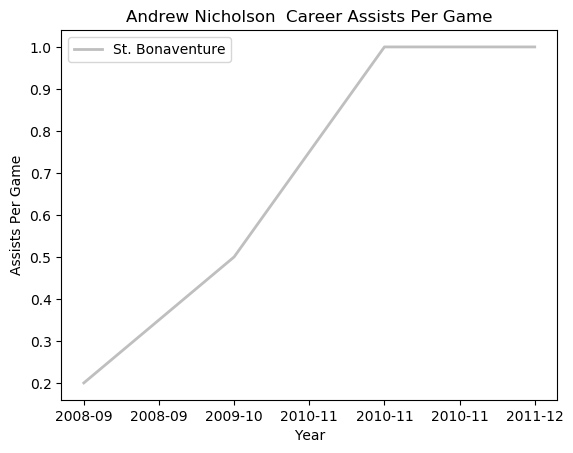 Andrew Nicholson  Career Assists Per Game
St. Bonaventure
1.0
0.9
0.8
0.7
0.6
0.5
0.4
0.3
0.2
Assists Per Game
2008-09 2008-09 2009-10 2010-11 2010-11 2010-11 2011-12
Year